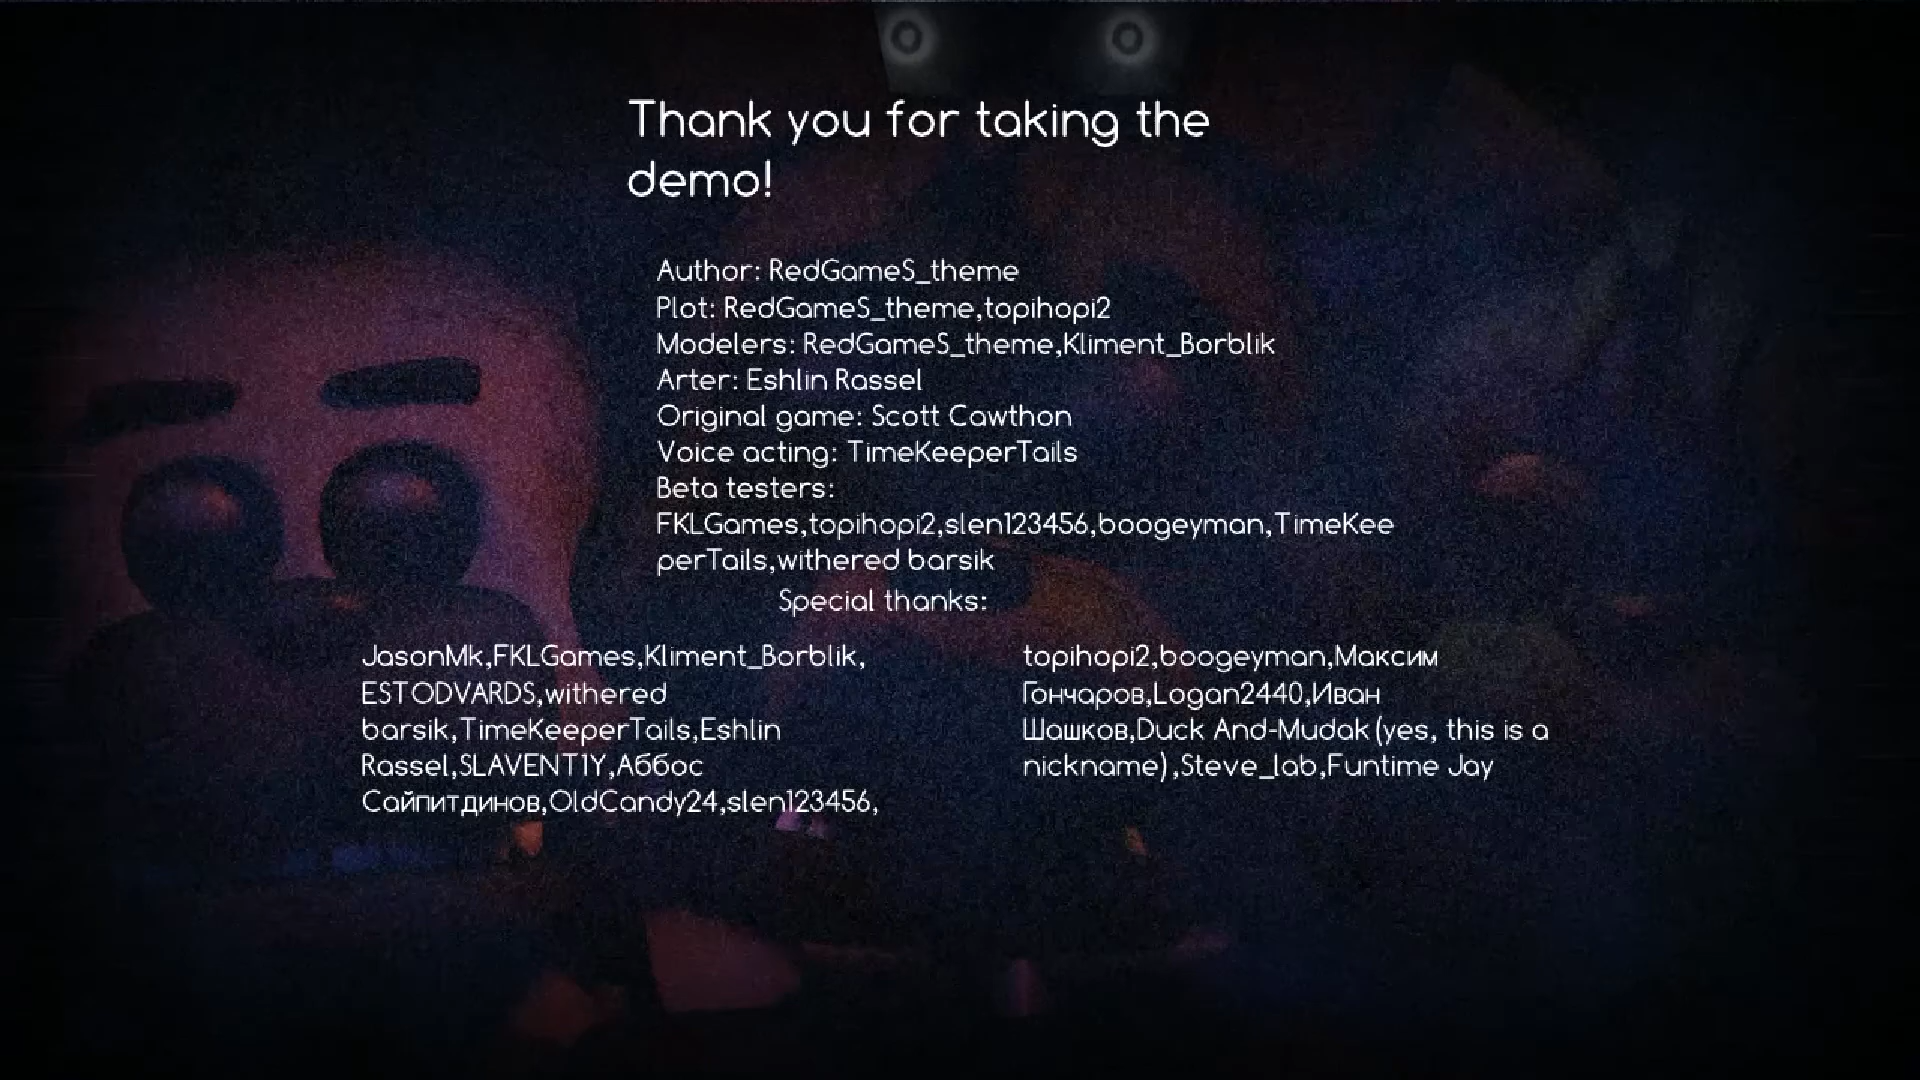 Thank you for taking the
demo!
Author: RedGameS_theme
Plot: RedGameS_theme,topihopi2
Modelers: RedGameS_theme,Kliment_Borblik
Arter: Eshlin Rassel
Original game: Scott Cawthon
Voice acting: TimeKeeperTails
Beta testers:
FKLGames,topihopi2,slen123456,boogeyman,TimeKee
perTails,withered barsik
Special thanks:
JasonMk,FKLGames,Kliment_Borblik,
ESTODVARDS,withered
barsik,TimeKeeperTails,Eshlin
Rassel,SLAVENT1Y,Аббос
Сайпитдинов,OldCandy24,slen123456,
topihopi2,boogeyman,Максим
Гончаров,Logan2440,Иван
Шашков,Duck And-Mudak (yes, this is a
nickname) ,Steve_lab,Funtime Jay